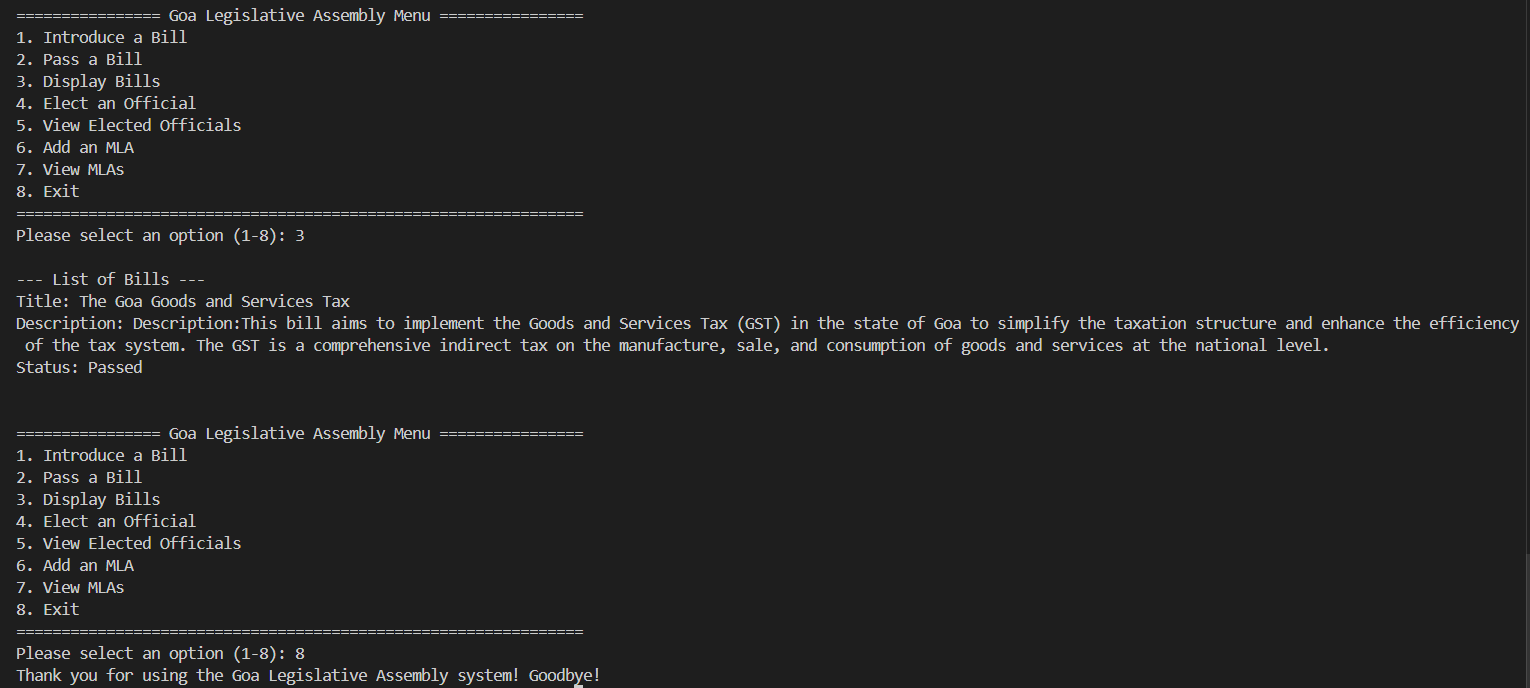 ================ Goa Legislative Assembly Menu ================
1. Introduce a Bill
2. Pass a Bill
3. Display Bills
4. Elect an Official
5. View Elected Officials
6. Add an MLA
7. View MLAs
8. Exit
===============================================================
Please select an option (1-8): 3
--- List of Bills ---
Title: The Goa Goods and Services Tax
Description: Description:This bill aims to implement the Goods and Services Tax (GST) in the state of Goa to simplify the taxation structure and enhance the efficiency
of the tax system. The GST is a comprehensive indirect tax on the manufacture, sale, and consumption of goods and services at the national level.
Status: Passed
================ Goa Legislative Assembly Menu ================
1. Introduce a Bill
2. Pass a Bill
3. Display Bills
4. Elect an Official
5. View Elected Officials
6. Add an MLA
7. View MLAs
8. Exit
===============================================================
Please select an option (1-8): 8
Thank you for using the Goa Legislative Assembly system! Goodbye!